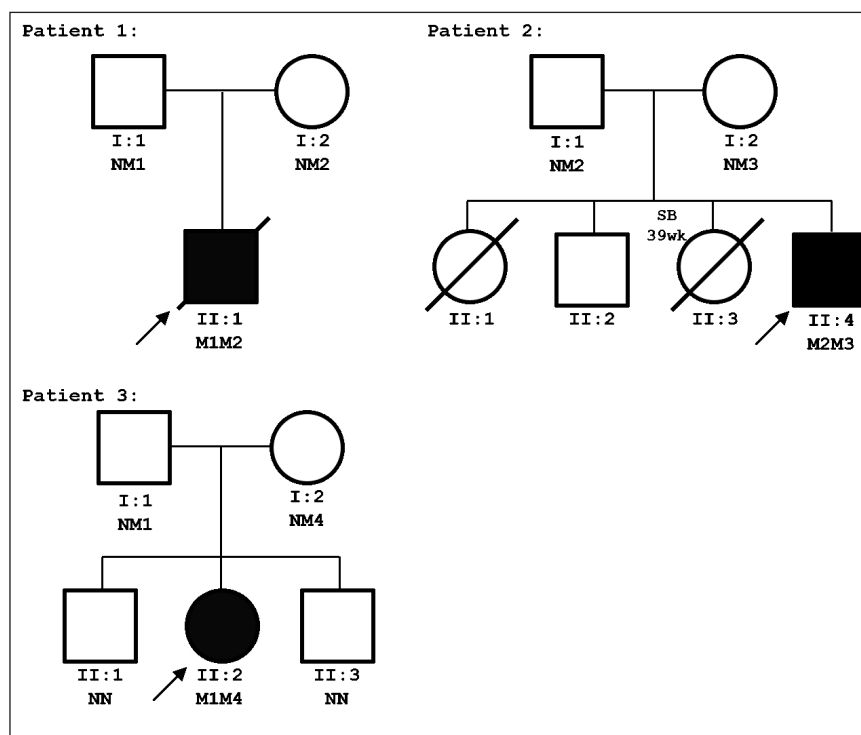 Patient 1:
I:1
NM1
I:2
NM2
II:1
M1M2
Patient 2:
I:1
NM2
I:2
NM3
SB
39wk
II:1
II:2
II:3
II:4
M2M3
Patient 3:
I:1
NM1
I:2
NM4
II:1
NN
II:2
M1M4
II:3
NN